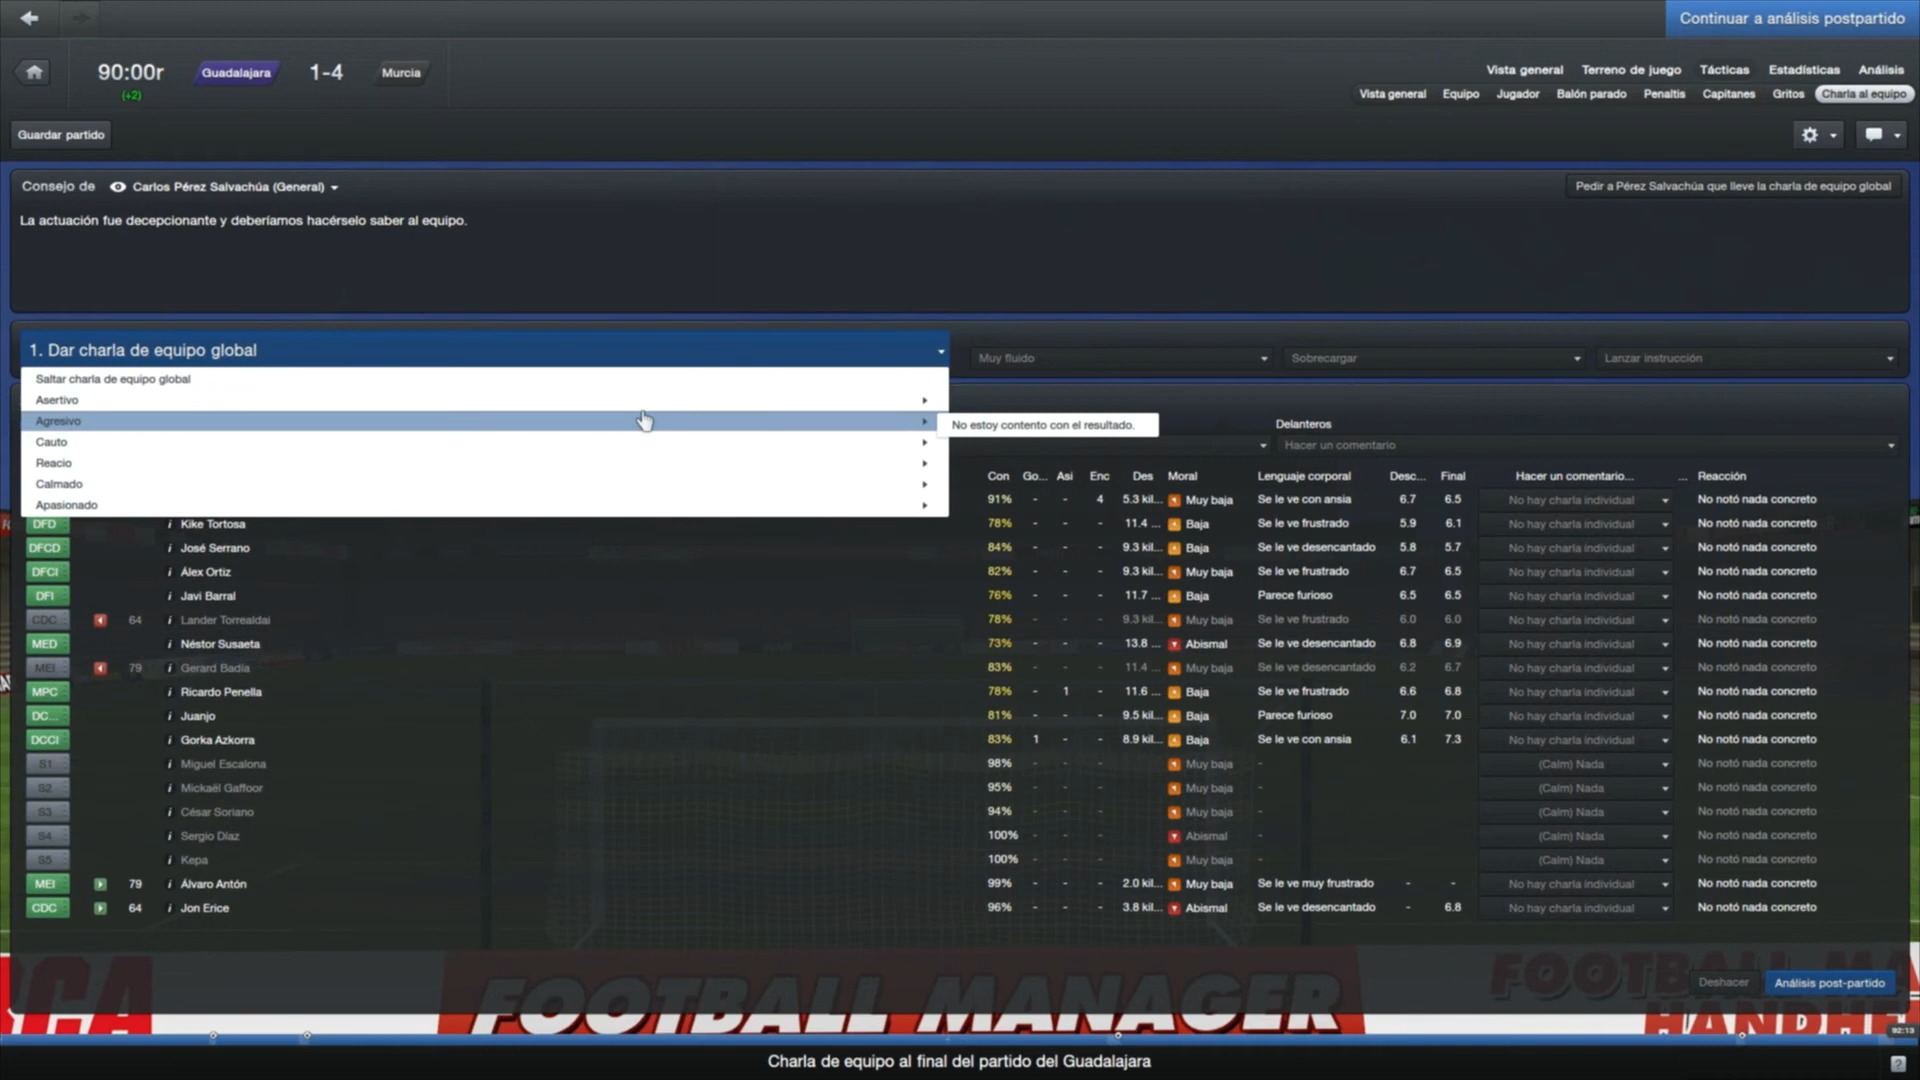 Continuar a análisis postpartido
90:00r Guadalajara 1-4 Murcia
(+2)
Vista general Terreno de juego Tácticas Estadísticas Análisis
Vista general Equipo Jugador Balón parado Penaltis Capitanes Gritos Charla al equipo
Guardar partido
Consejo de Carlos Pérez Salvachúa (General)
Pedir a Pérez Salvachúa que lleve la charla de equipo global
La actuación fue decepcionante y deberíamos hacérselo saber al equipo.
1. Dar charla de equipo global
Muy fluido Sobrecargar Lanzar instrucción
Saltar charla de equipo global
Asertivo
Agresivo
No estoy contento con el resultado.
Cauto
Reacio
Calmado
Apasionado
Delanteros
Hacer un comentario
Con Go... Asi Enc Des Moral Lenguaje corporal Desc... Final Hacer un comentario... ... Reacción
91% - - 4 5.3 kil... Muy baja Se le ve con ansia 6.7 6.5 No hay charla individual No notó nada concreto
DFD i Kike Tortosa 78% - - - 11.4 ... Baja Se le ve frustrado 5.9 6.1 No hay charla individual No notó nada concreto
DFCD i José Serrano 84% - - - 9.3 kil... Baja Se le ve desencantado 5.8 5.7 No hay charla individual No notó nada concreto
DFCI i Álex Ortiz 82% - - - 9.3 kil... Muy baja Se le ve frustrado 6.7 6.5 No hay charla individual No notó nada concreto
DFI i Javi Barral 76% - - - 11.7 ... Baja Parece furioso 6.5 6.5 No hay charla individual No notó nada concreto
CDC 64 i Lander Torrealdai 78% - - - 9.3 kil... Muy baja Se le ve frustrado 6.0 6.0 No hay charla individual No notó nada concreto
MED i Néstor Susaeta 73% - - - 13.8 ... Abismal Se le ve desencantado 6.8 6.9 No hay charla individual No notó nada concreto
MEI 79 i Gerard Badía 83% - - - 11.4 ... Muy baja Se le ve desencantado 6.2 6.7 No hay charla individual No notó nada concreto
MPC i Ricardo Penella 78% - 1 - 11.6 ... Baja Se le ve frustrado 6.6 6.8 No hay charla individual No notó nada concreto
DC... i Juanjo 81% - - - 9.5 kil... Baja Parece furioso 7.0 7.0 No hay charla individual No notó nada concreto
DCCI i Gorka Azkorra 83% 1 - - 8.9 kil... Baja Se le ve con ansia 6.1 7.3 No hay charla individual No notó nada concreto
S1 i Miguel Escalona 98% - - - Muy baja - (Calm) Nada No notó nada concreto
S2 i Mickaël Gaffoor 95% - - - Muy baja - (Calm) Nada No notó nada concreto
S3 i César Soriano 94% - - - Muy baja - (Calm) Nada No notó nada concreto
S4 i Sergio Díaz 100% - - - Abismal - (Calm) Nada No notó nada concreto
S5 i Kepa 100% - - - Muy baja - (Calm) Nada No notó nada concreto
MEI 79 i Álvaro Antón 99% - - - 2.0 kil... Muy baja Se le ve muy frustrado - - No hay charla individual No notó nada concreto
CDC 64 i Jon Erice 96% - - - 3.8 kil... Abismal Se le ve desencantado - 6.8 No hay charla individual No notó nada concreto
Deshacer Análisis post-partido
FOOTBALL MANAGER
92:13
Charla de equipo al final del partido del Guadalajara
?